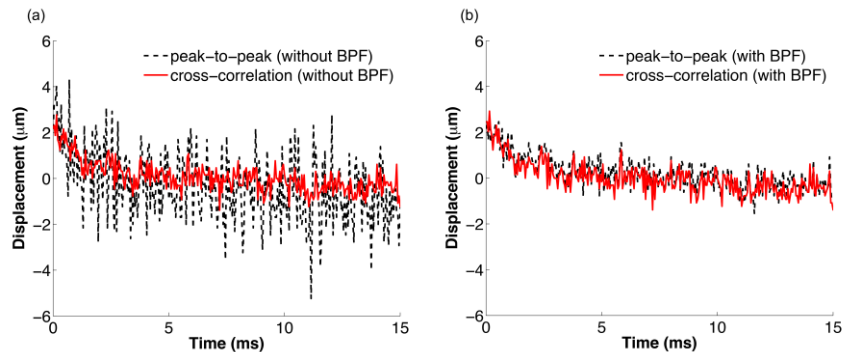 (a)
6
4
2
0
−2
−4
−6
Displacement (μm)
peak−to−peak (without BPF)
cross−correlation (without BPF)
0
5
10
15
Time (ms)
(b)
6
4
2
0
−2
−4
−6
Displacement (μm)
peak−to−peak (with BPF)
cross−correlation (with BPF)
0
5
10
15
Time (ms)